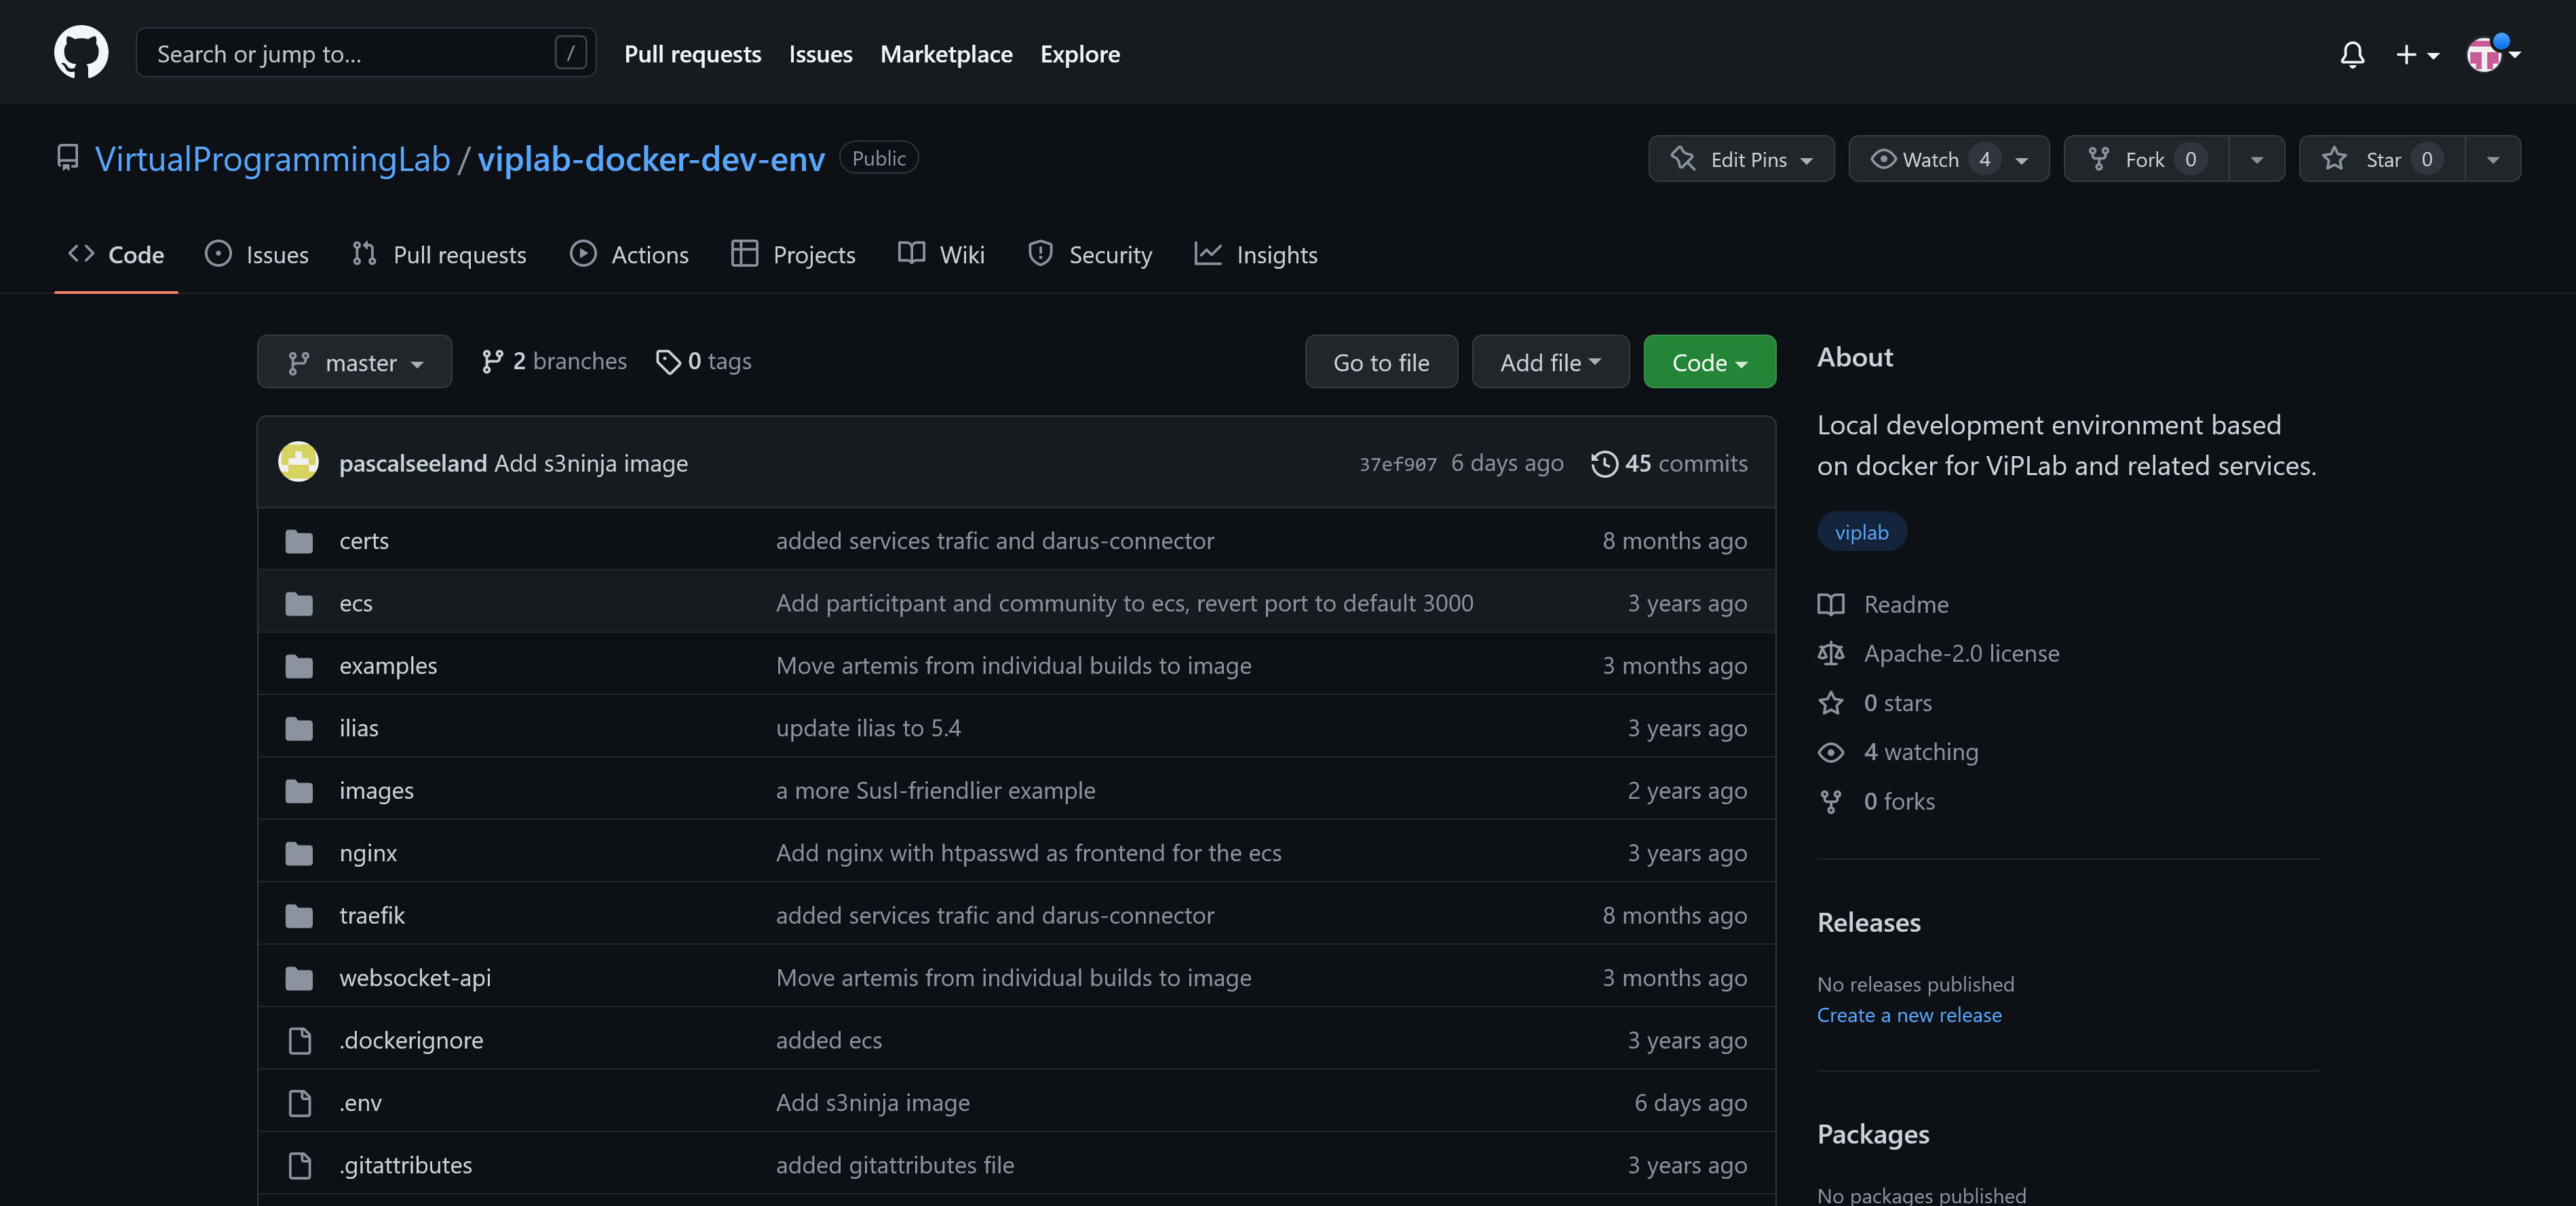 Search or jump to... /
Pull requests Issues Marketplace Explore
VirtualProgrammingLab / viplab-docker-dev-env Public
Edit Pins Watch 4 Fork 0 Star 0
Code Issues Pull requests Actions Projects Wiki Security Insights
master 2 branches 0 tags
Go to file Add file Code
pascalseeland Add s3ninja image 37ef907 6 days ago 45 commits
certs added services trafic and darus-connector 8 months ago
ecs Add particitpant and community to ecs, revert port to default 3000 3 years ago
examples Move artemis from individual builds to image 3 months ago
ilias update ilias to 5.4 3 years ago
images a more Susl-friendlier example 2 years ago
nginx Add nginx with htpasswd as frontend for the ecs 3 years ago
traefik added services trafic and darus-connector 8 months ago
websocket-api Move artemis from individual builds to image 3 months ago
.dockerignore added ecs 3 years ago
.env Add s3ninja image 6 days ago
.gitattributes added gitattributes file 3 years ago
About
Local development environment based
on docker for ViPLab and related services.
viplab
Readme
Apache-2.0 license
0 stars
4 watching
0 forks
Releases
No releases published
Create a new release
Packages
No packages published